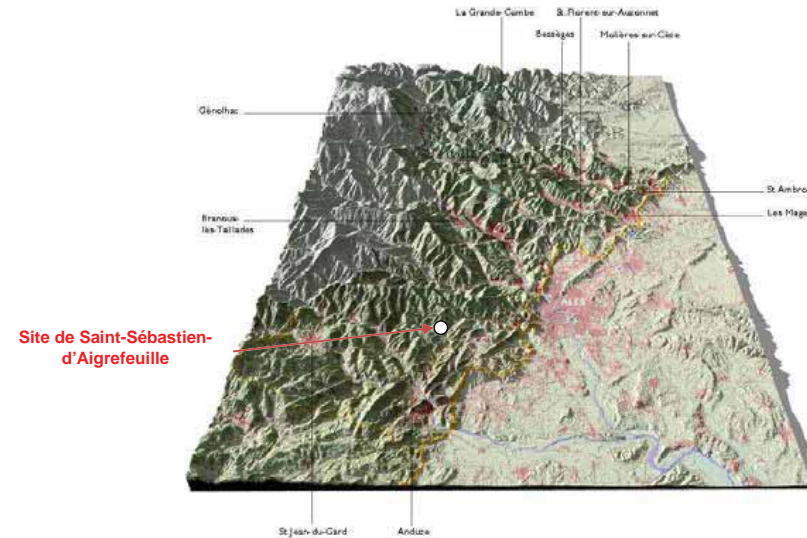 La Grande-Combe
St.Florent-sur-Auzonnet
Bessèges
Molières-sur-Cèze
Génolhac
St Ambro
Les Mage
Branoux-
les-Taillades
ALES
Site de Saint-Sébastien-
d'Aigrefeuille
St Jean-du-Gard
Anduze